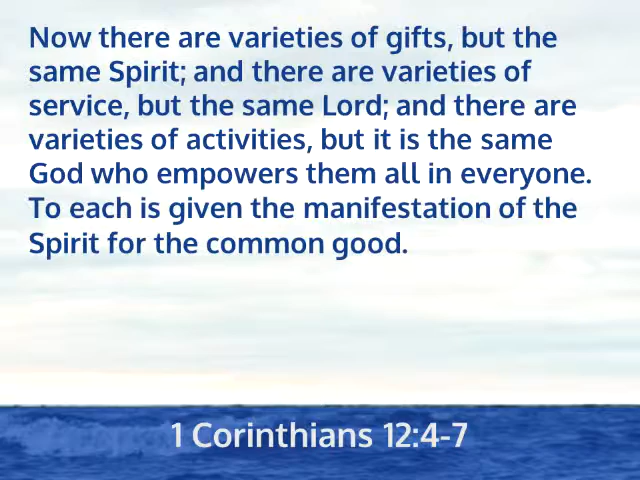 Now there are varieties of gifts, but the
same Spirit; and there are varieties of
service, but the same Lord; and there are
varieties of activities, but it is the same
God who empowers them all in everyone.
To each is given the manifestation of the
Spirit for the common good.
1 Corinthians 12:4-7